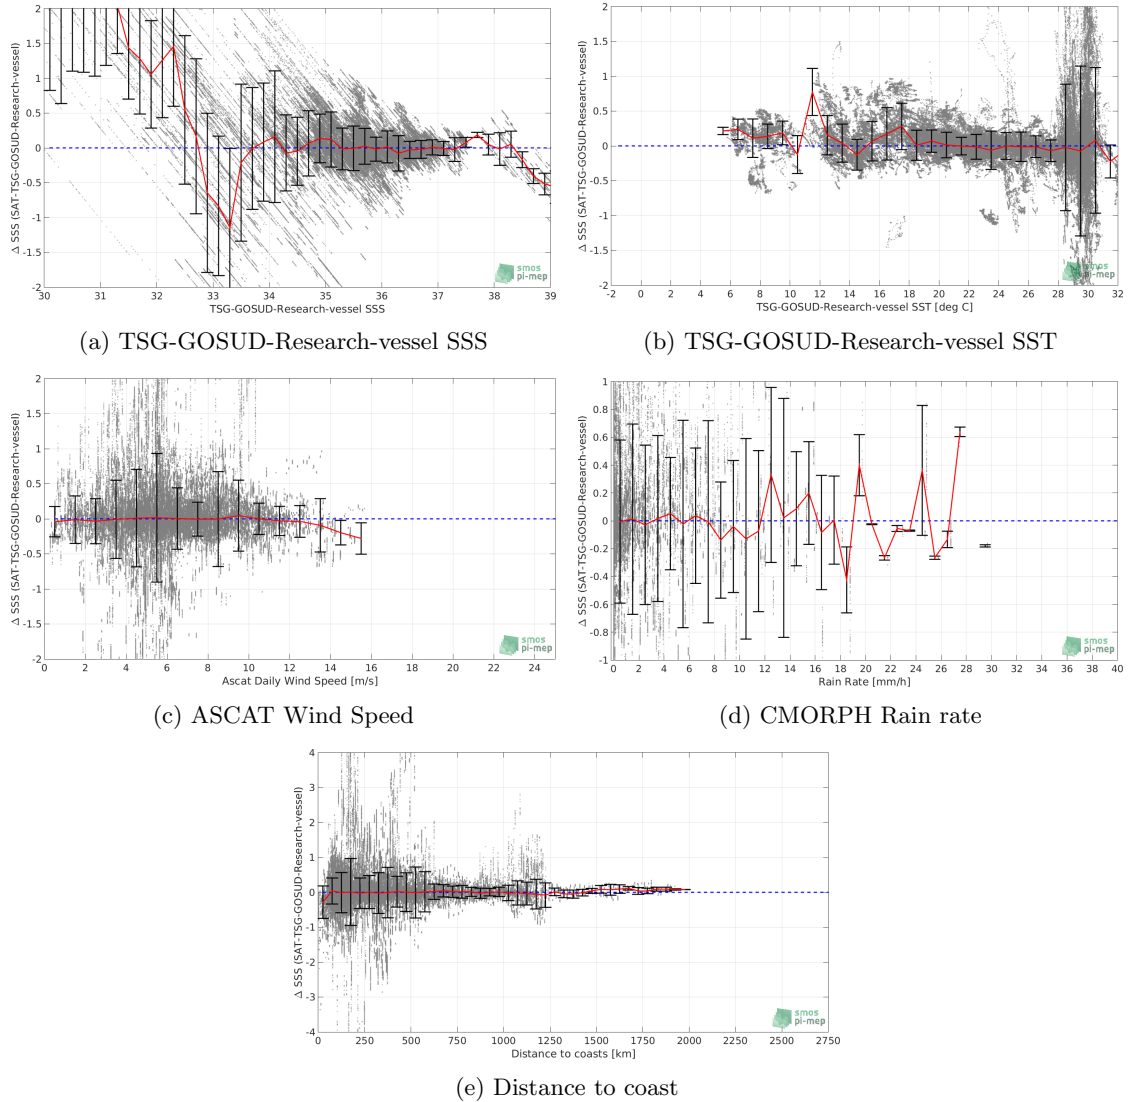 2
1.5
1
0.5
0
-0.5
-1
-1.5
-2
Δ SSS (SAT-TSG-GOSUD-Research-vessel)
30 31 32 33 34 35 36 37 38 39
TSG-GOSUD-Research-vessel SSS
smos
pi-mep
(a) TSG-GOSUD-Research-vessel SSS
2
1.5
1
0.5
0
-0.5
-1
-1.5
-2
Δ SSS (SAT-TSG-GOSUD-Research-vessel)
-2 0 2 4 6 8 10 12 14 16 18 20 22 24 26 28 30 32
TSG-GOSUD-Research-vessel SST [deg C]
smos
pi-mep
(b) TSG-GOSUD-Research-vessel SST
2
1.5
1
0.5
0
-0.5
-1
-1.5
-2
Δ SSS (SAT-TSG-GOSUD-Research-vessel)
0 2 4 6 8 10 12 14 16 18 20 22 24
Ascat Daily Wind Speed [m/s]
smos
pi-mep
(c) ASCAT Wind Speed
1
0.8
0.6
0.4
0.2
0
-0.2
-0.4
-0.6
-0.8
-1
Δ SSS (SAT-TSG-GOSUD-Research-vessel)
0 2 4 6 8 10 12 14 16 18 20 22 24 26 28 30 32 34 36 38 40
Rain Rate [mm/h]
smos
pi-mep
(d) CMORPH Rain rate
4
3
2
1
0
-1
-2
-3
-4
Δ SSS (SAT-TSG-GOSUD-Research-vessel)
0 250 500 750 1000 1250 1500 1750 2000 2250 2500 2750
Distance to coasts [km]
smos
pi-mep
(e) Distance to coast